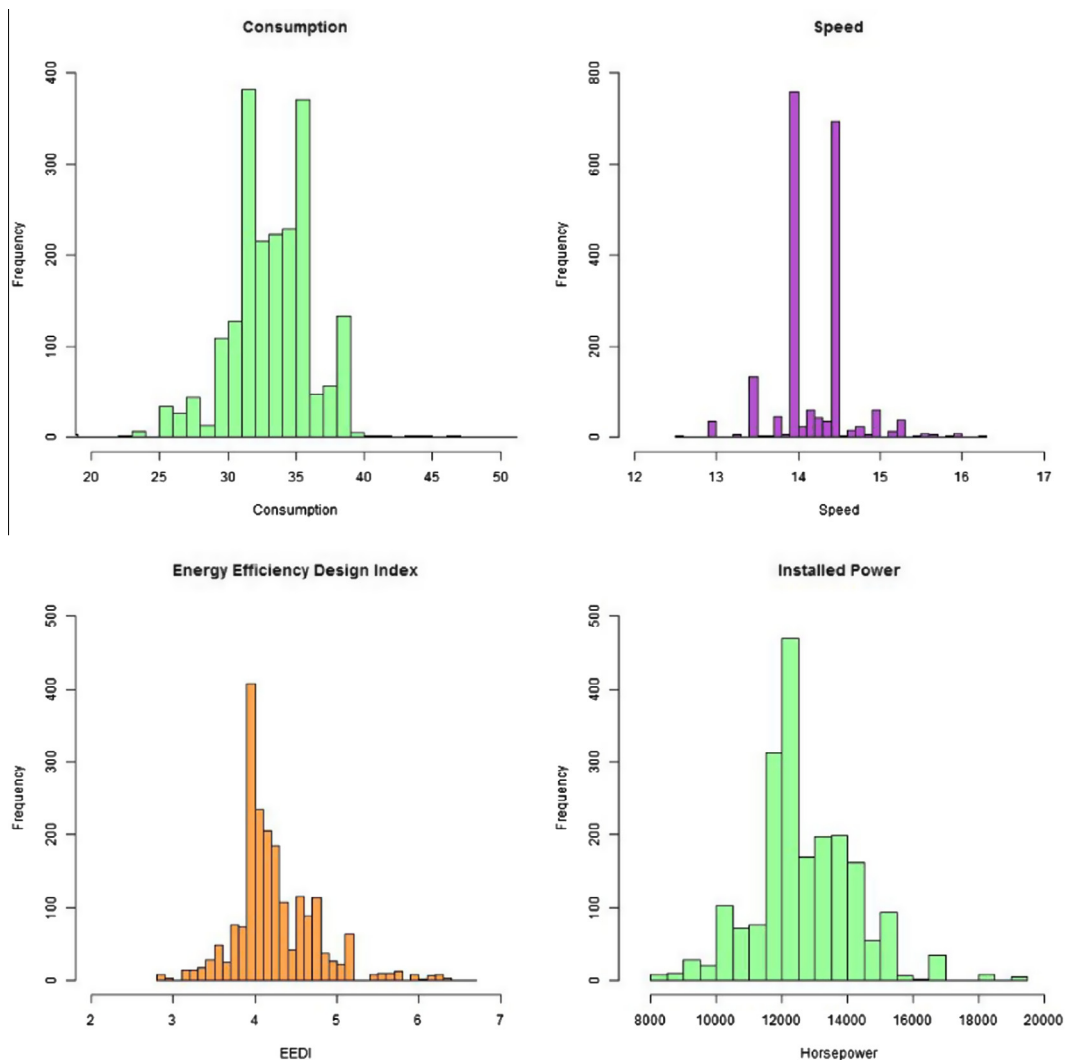 Consumption
Frequency
0 100 200 300 400
20 25 30 35 40 45 50
Consumption
Speed
Frequency
0 200 400 600 800
12 13 14 15 16 17
Speed
Energy Efficiency Design Index
Frequency
0 100 200 300 400 500
2 3 4 5 6 7
EEDI
Installed Power
Frequency
0 100 200 300 400 500
8000 10000 12000 14000 16000 18000 20000
Horsepower